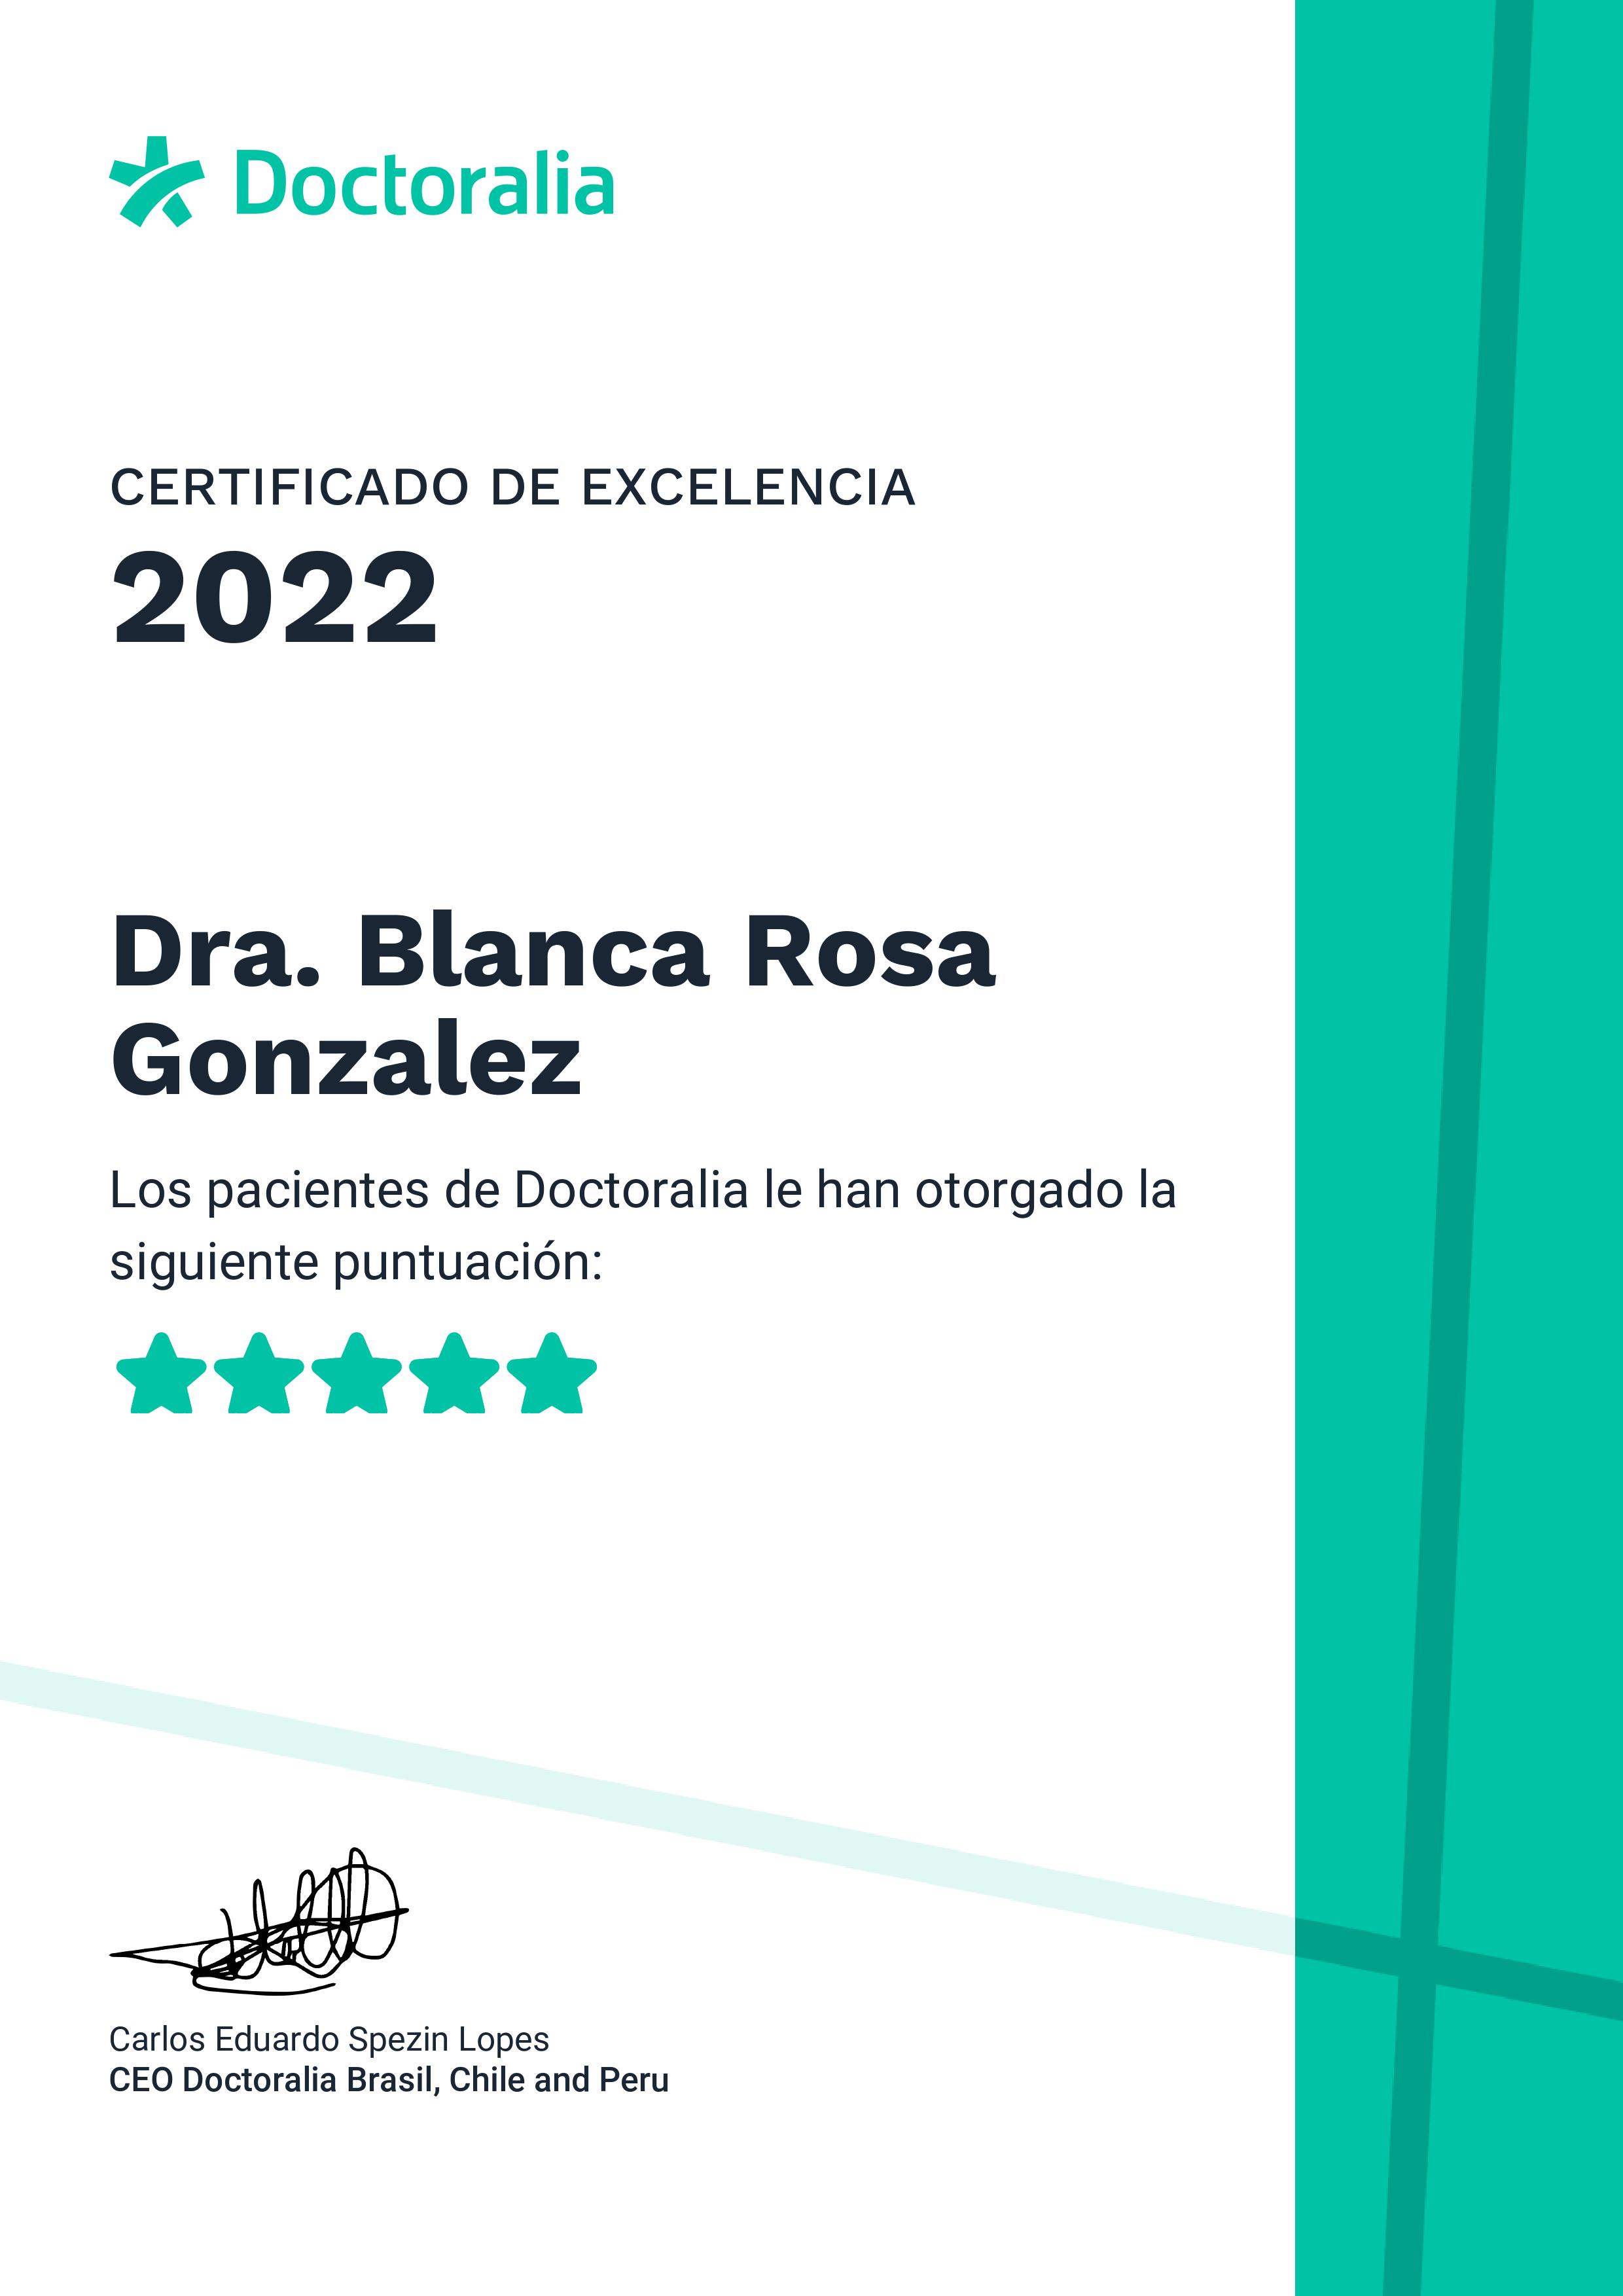 Doctoralia
CERTIFICADO DE EXCELENCIA
2022
Dra. Blanca Rosa
Gonzalez
Los pacientes de Doctoralia le han otorgado la
siguiente puntuación:
Carlos Eduardo Spezin Lopes
CEO Doctoralia Brasil, Chile and Peru